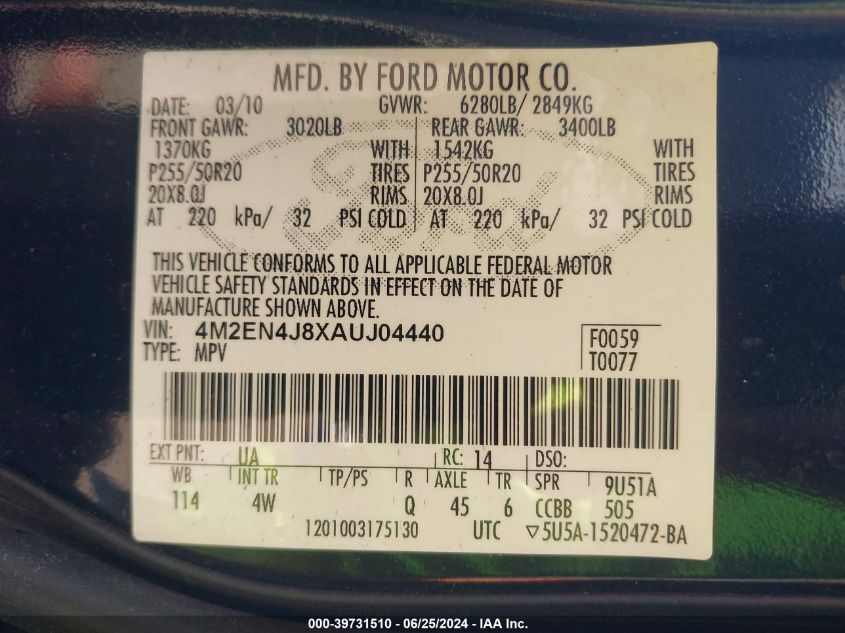 MFD. BY FORD MOTOR CO.
DATE: 03/10 GVWR: 6280LB/ 2849KG
FRONT GAWR: 3020LB REAR GAWR: 3400LB
1370KG WITH 1542KG WITH
P255/50R20 TIRES P255/50R20 TIRES
20X8.0J RIMS 20X8.0J RIMS
AT 220 kPa/ 32 PSI COLD AT 220 kPa/ 32 PSI COLD
Ford
THIS VEHICLE CONFORMS TO ALL APPLICABLE FEDERAL MOTOR
VEHICLE SAFETY STANDARDS IN EFFECT ON THE DATE OF
MANUFACTURE SHOWN ABOVE.
VIN: 4M2EN4J8XAUJ04440 F0059
TYPE: MPV T0077
EXT PNT: UA RC: 14 DSO:
WB INT TR TP/PS R AXLE TR SPR 9U51A
114 4W Q 45 6 CCBB 505
1201003175130 UTC ▽5U5A-1520472-BA
000-39731510 - 06/25/2024 - IAA Inc.